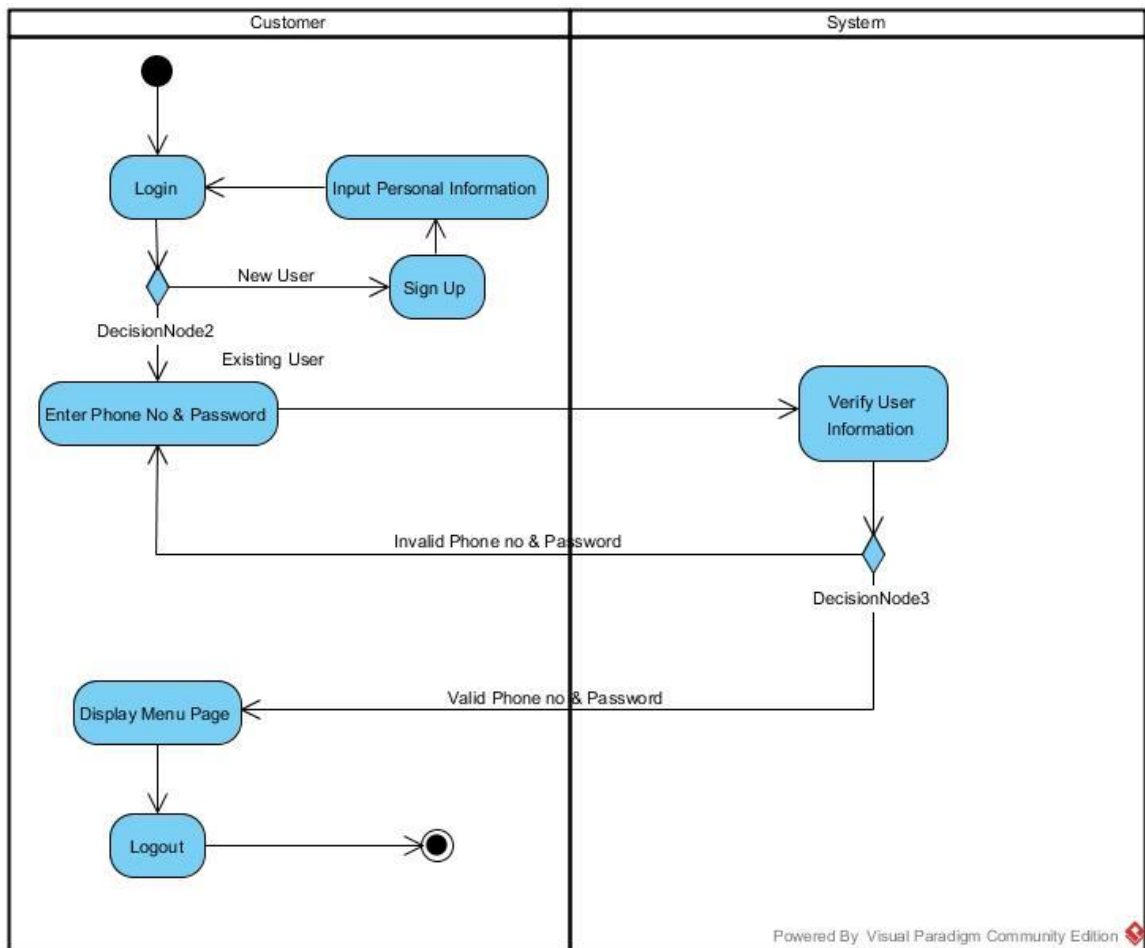 Customer
System
Login
Input Personal Information
New User
Sign Up
DecisionNode2
Existing User
Enter Phone No & Password
Verify User
Information
Invalid Phone no & Password
DecisionNode3
Valid Phone no & Password
Display Menu Page
Logout
Powered By Visual Paradigm Community Edition